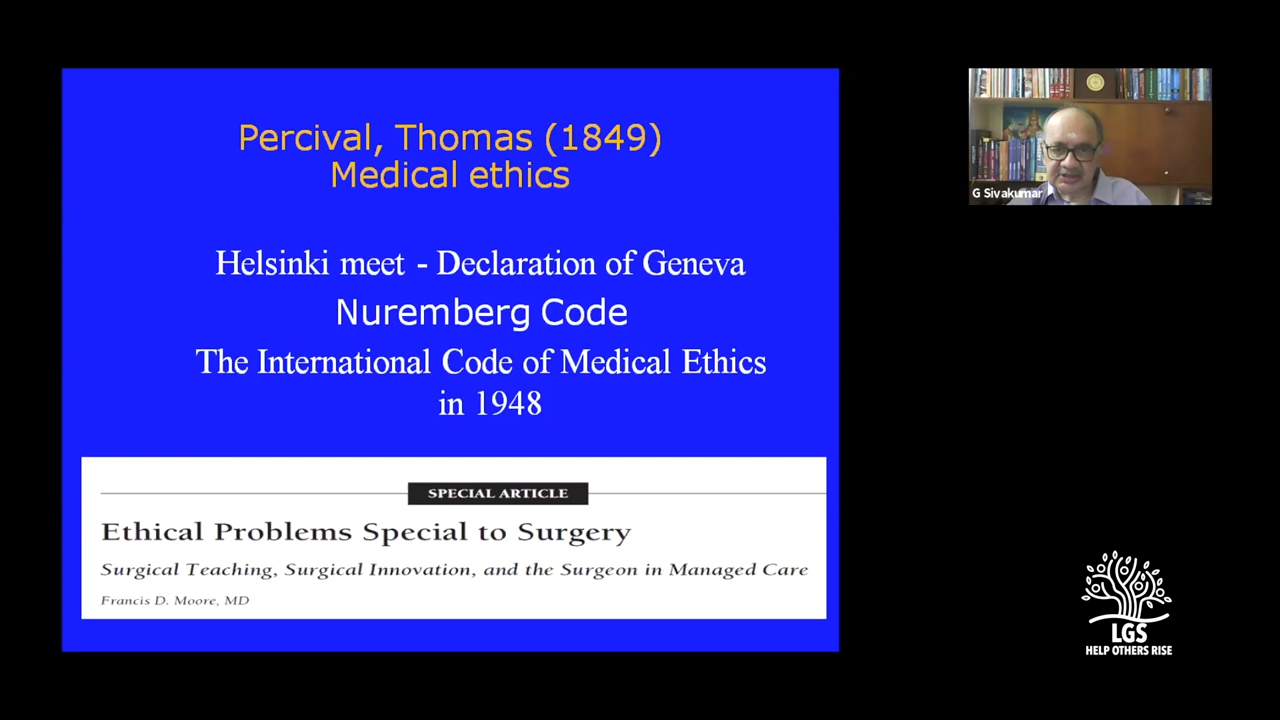 Percival, Thomas (1849)
Medical ethics
Helsinki meet - Declaration of Geneva
Nuremberg Code
The International Code of Medical Ethics
in 1948
SPECIAL ARTICLE
Ethical Problems Special to Surgery
Surgical Teaching, Surgical Innovation, and the Surgeon in Managed Care
Francis D. Moore, MD
G Sivakumar
LGS
HELP OTHERS RISE